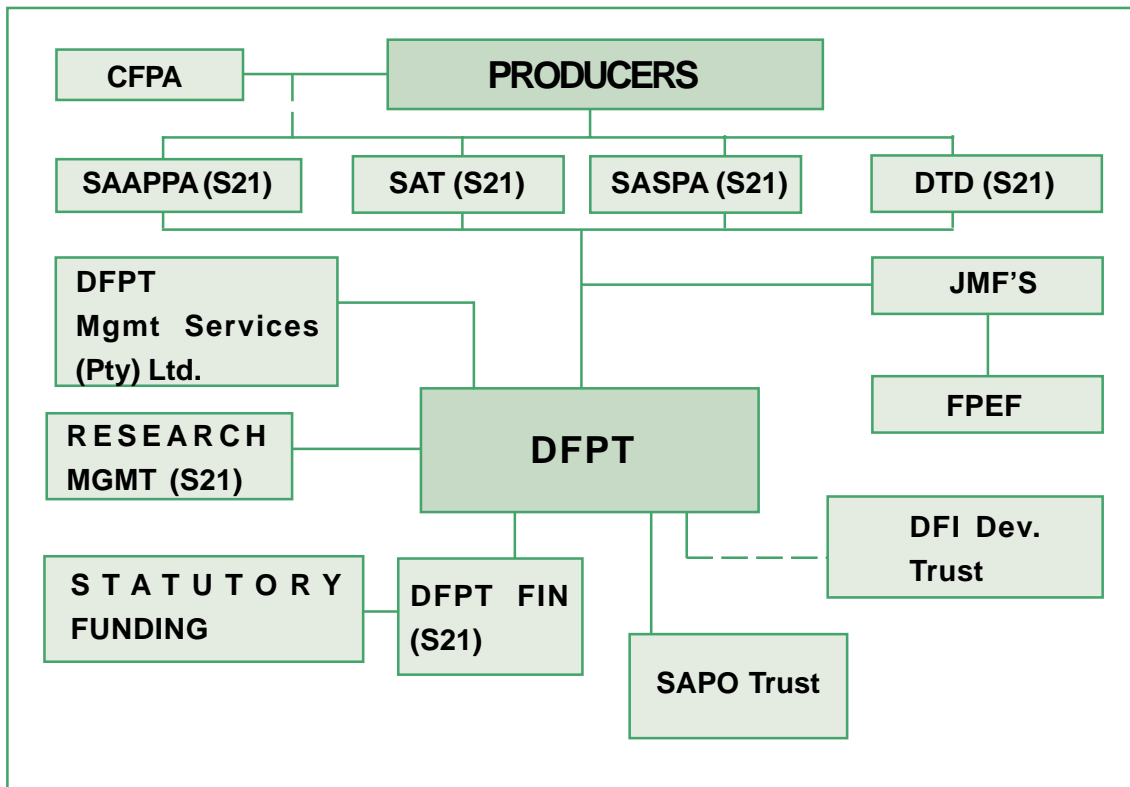 CFPA
PRODUCERS
SAAPPA (S21)
SAT (S21)
SASPA (S21)
DTD (S21)
DFPT
Mgmt Services
(Pty) Ltd.
JMF’S
FPEF
RESEARCH
MGMT (S21)
DFPT
DFI Dev.
Trust
STATUTORY
FUNDING
DFPT FIN
(S21)
SAPO Trust